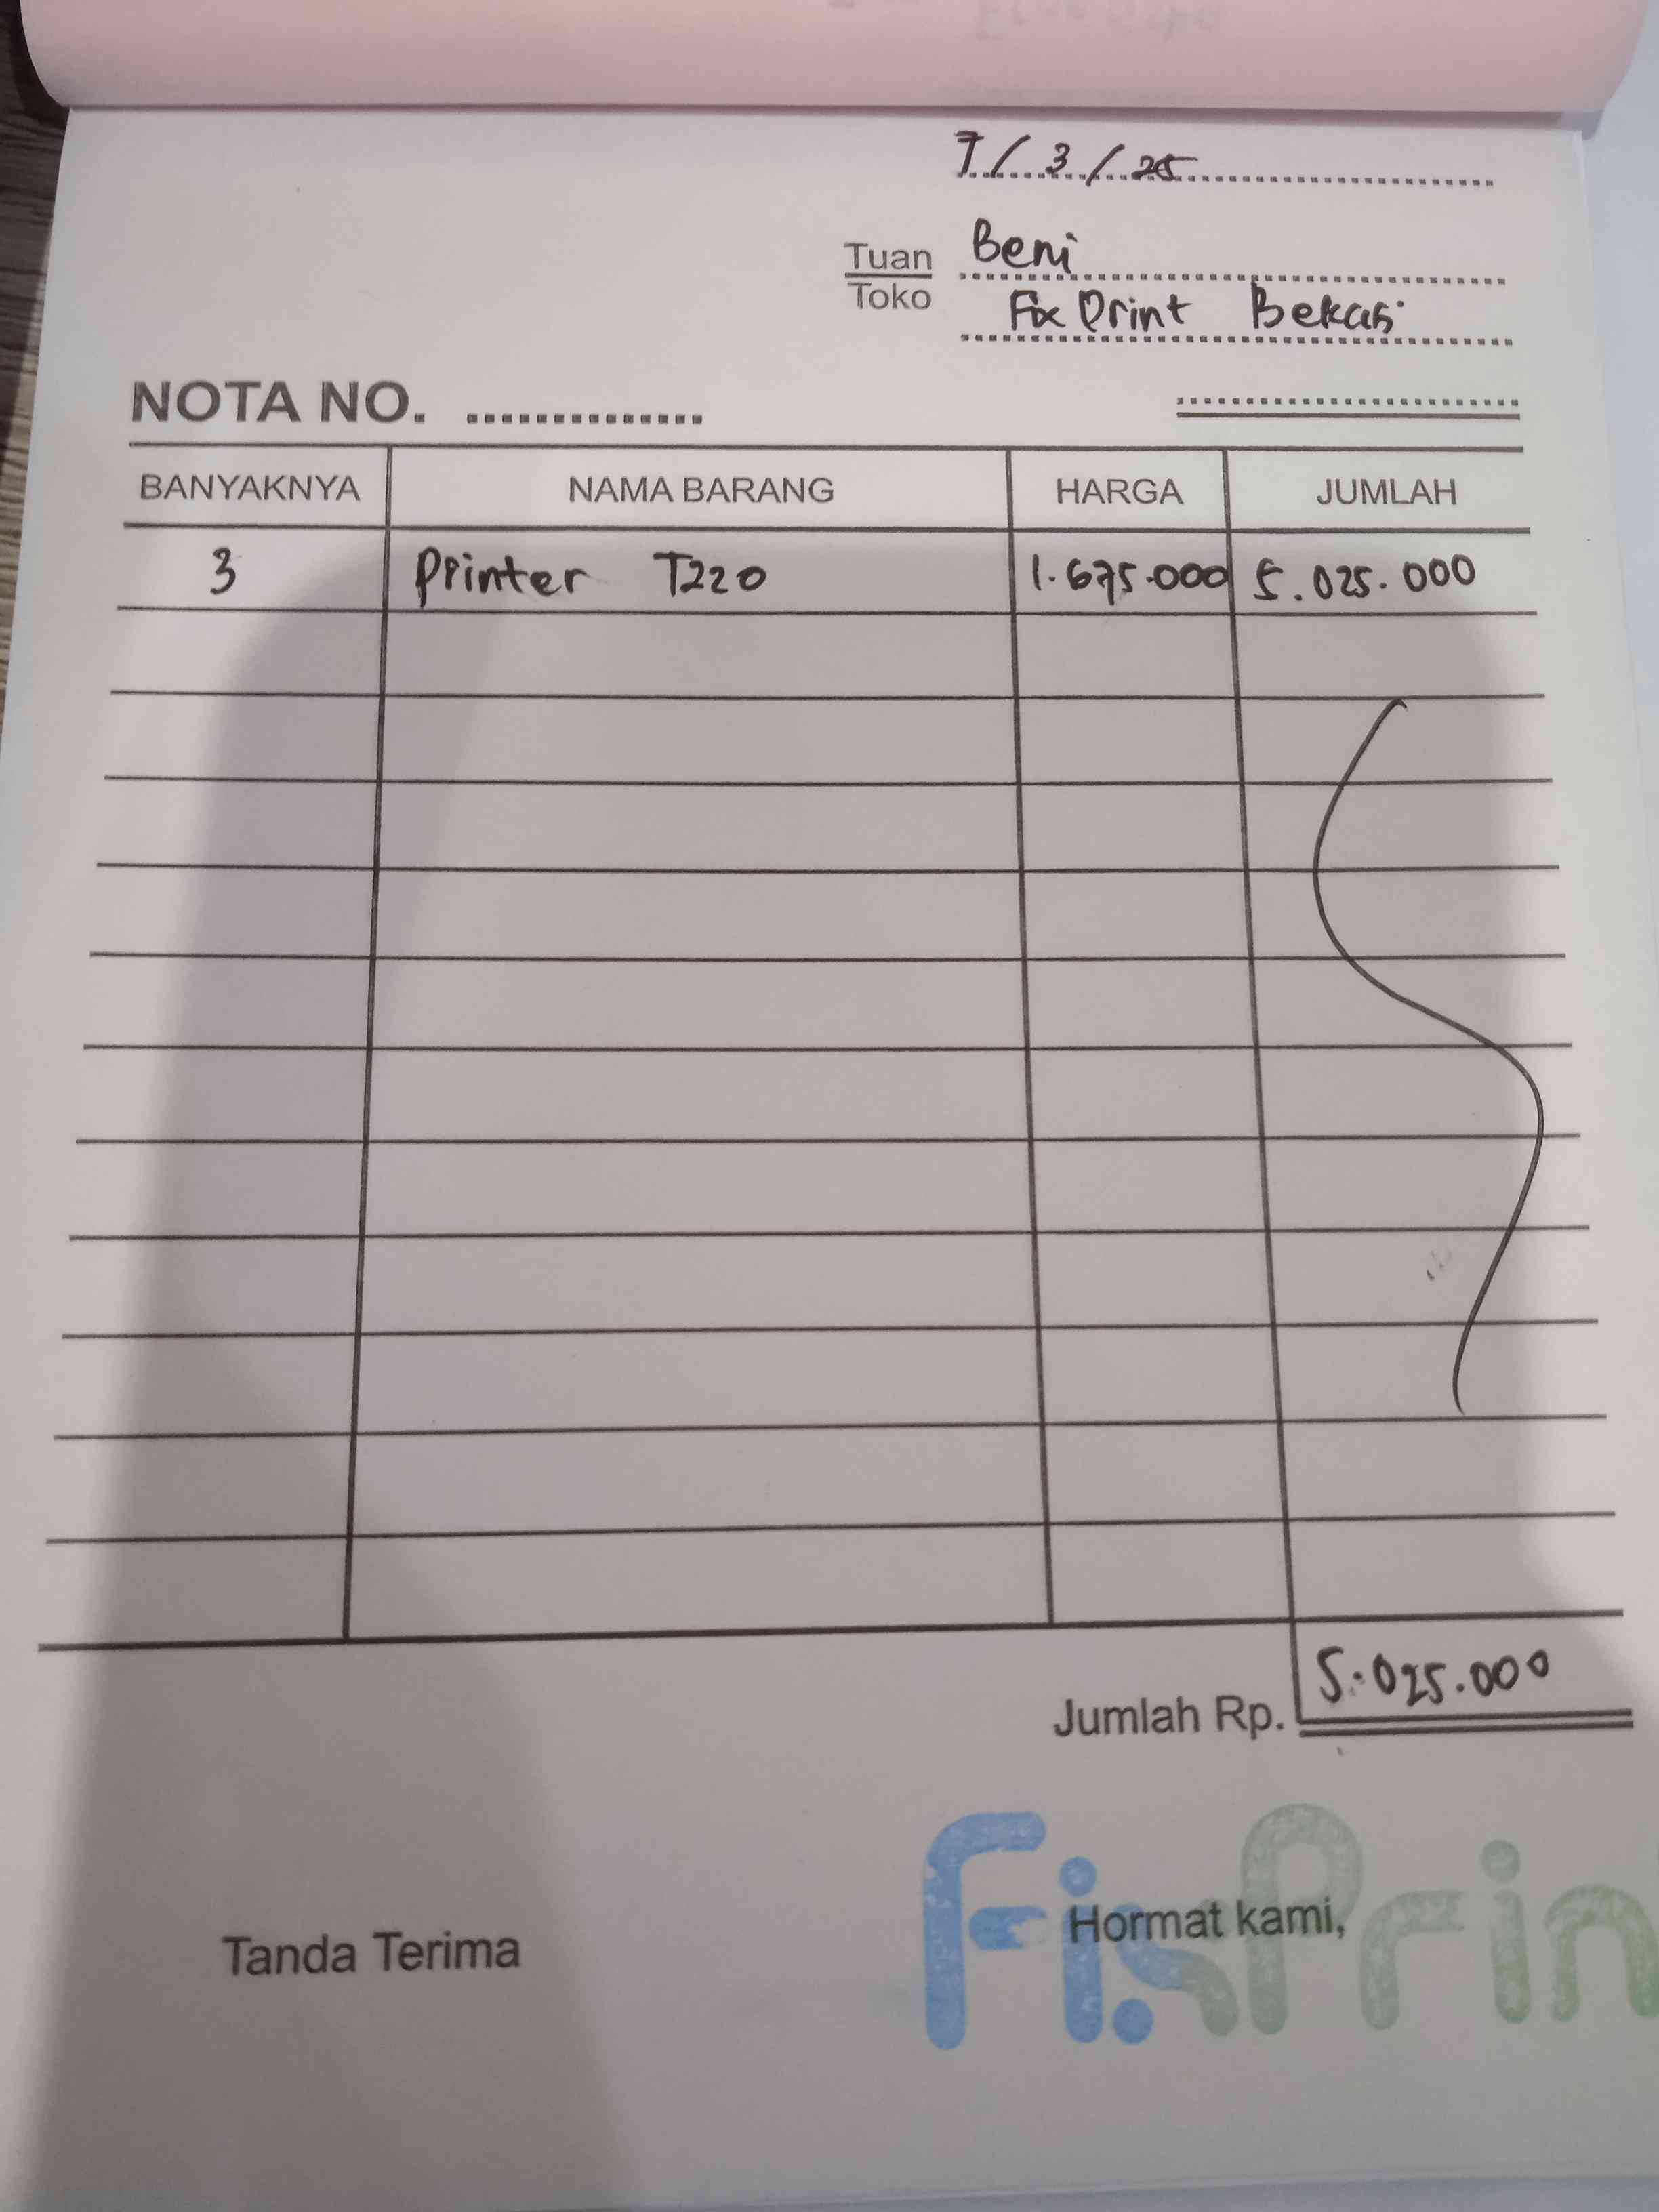 7/3/25
Tuan Beni
Toko Fix Print Bekasi
NOTA NO. ..............
BANYAKNYA NAMA BARANG HARGA JUMLAH
3 Printer T220 1.675.000 5.025.000
Jumlah Rp. 5.025.000
Tanda Terima Hormat kami,
FixPrin